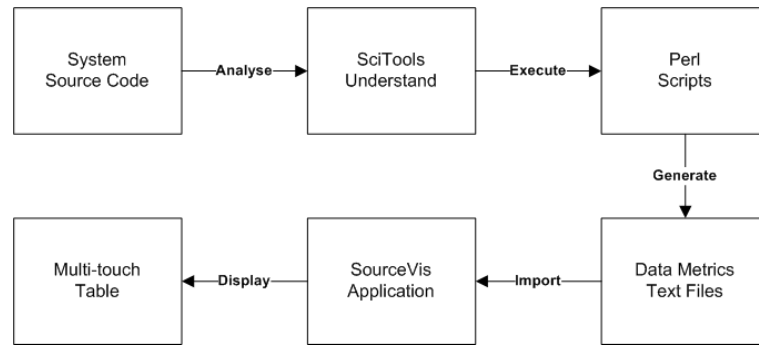 System
Source Code
Analyse
SciTools
Understand
Execute
Perl
Scripts
Generate
Data Metrics
Text Files
Import
SourceVis
Application
Display
Multi-touch
Table